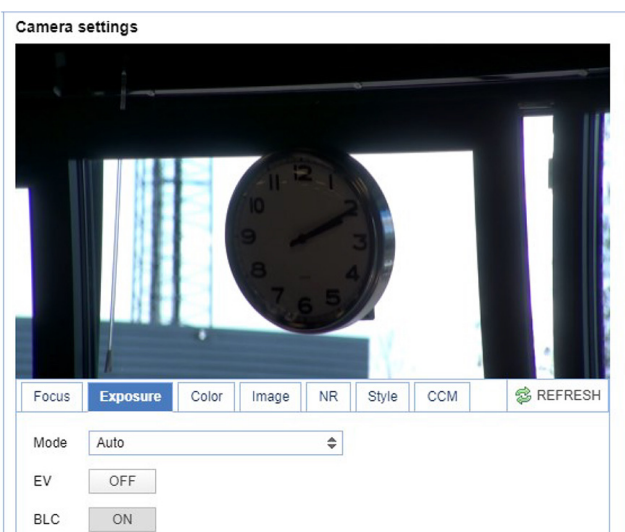 Camera settings
12
11 1
10 2
9 3
8 4
7 5
6
Focus Exposure Color Image NR Style CCM REFRESH
Mode Auto
EV OFF
BLC ON